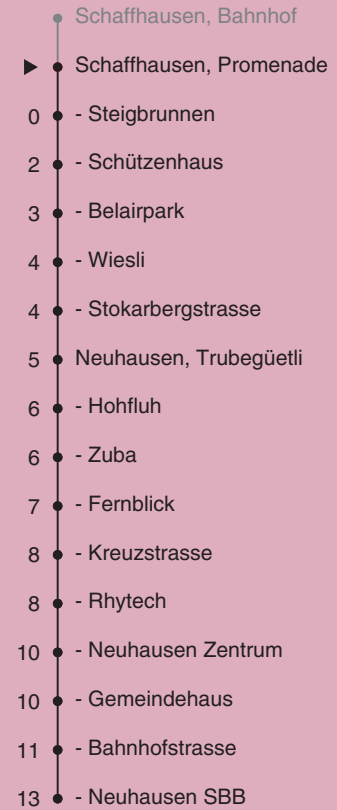 Schaffhausen, Bahnhof
Schaffhausen, Promenade
0 - Steigbrunnen
2 - Schützenhaus
3 - Belairpark
4 - Wiesli
4 - Stokarbergstrasse
5 Neuhausen, Trubegüetli
6 - Hohfluh
6 - Zuba
7 - Fernblick
8 - Kreuzstrasse
8 - Rhytech
10 - Neuhausen Zentrum
10 - Gemeindehaus
11 - Bahnhofstrasse
13 - Neuhausen SBB